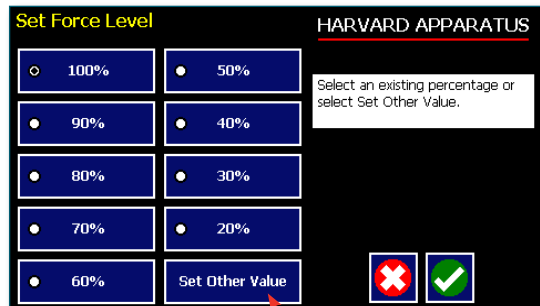 Set Force Level
HARVARD APPARATUS
100%
50%
Select an existing percentage or
select Set Other Value.
90%
40%
80%
30%
70%
20%
60%
Set Other Value